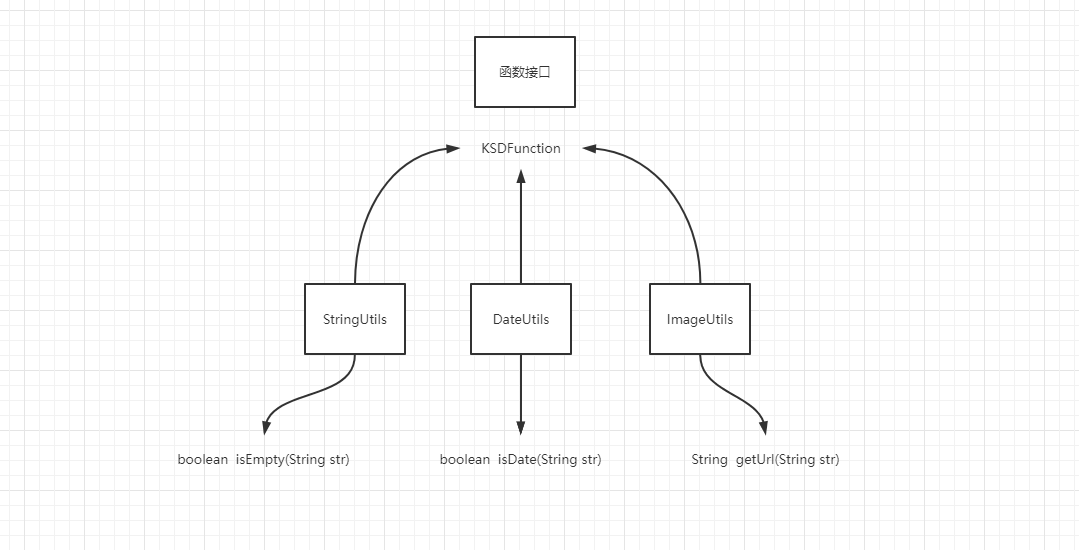 函数接口
KSDFunction
StringUtils
DateUtils
ImageUtils
boolean isEmpty(String str)
boolean isDate(String str)
String getUrl(String str)